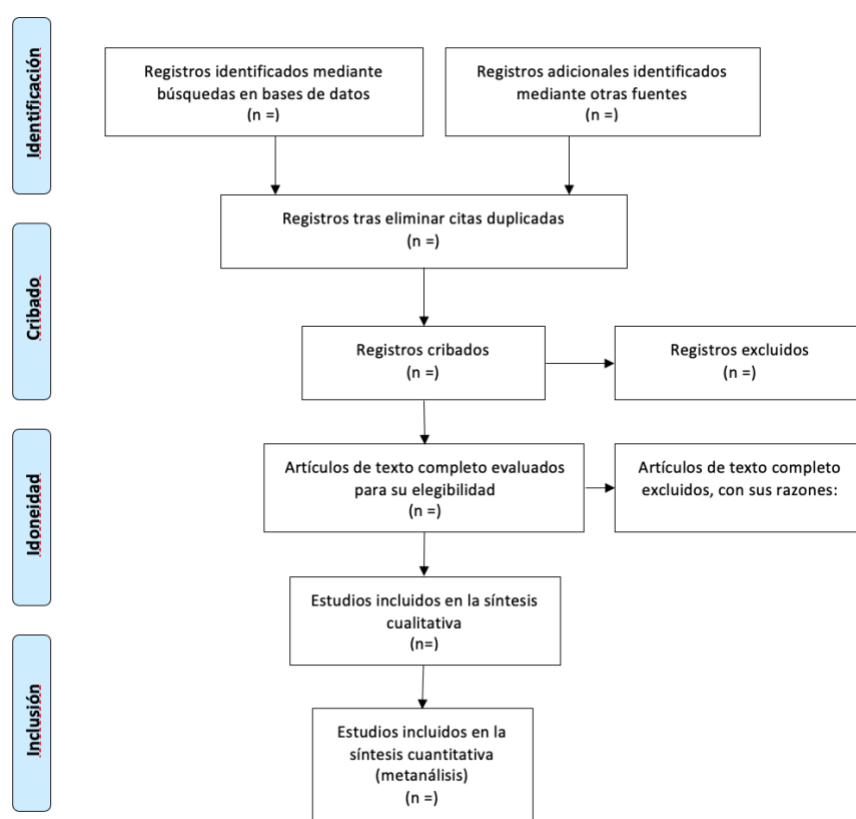 Identificación
Registros identificados mediante
búsquedas en bases de datos
(n =)
Registros adicionales identificados
mediante otras fuentes
(n =)
Registros tras eliminar citas duplicadas
(n =)
Cribado
Registros cribados
(n =)
Registros excluidos
(n =)
Idoneidad
Artículos de texto completo evaluados
para su elegibilidad
(n =)
Artículos de texto completo
excluidos, con sus razones:
Estudios incluidos en la síntesis
cualitativa
(n=)
Inclusión
Estudios incluidos en la
síntesis cuantitativa
(metanálisis)
(n =)